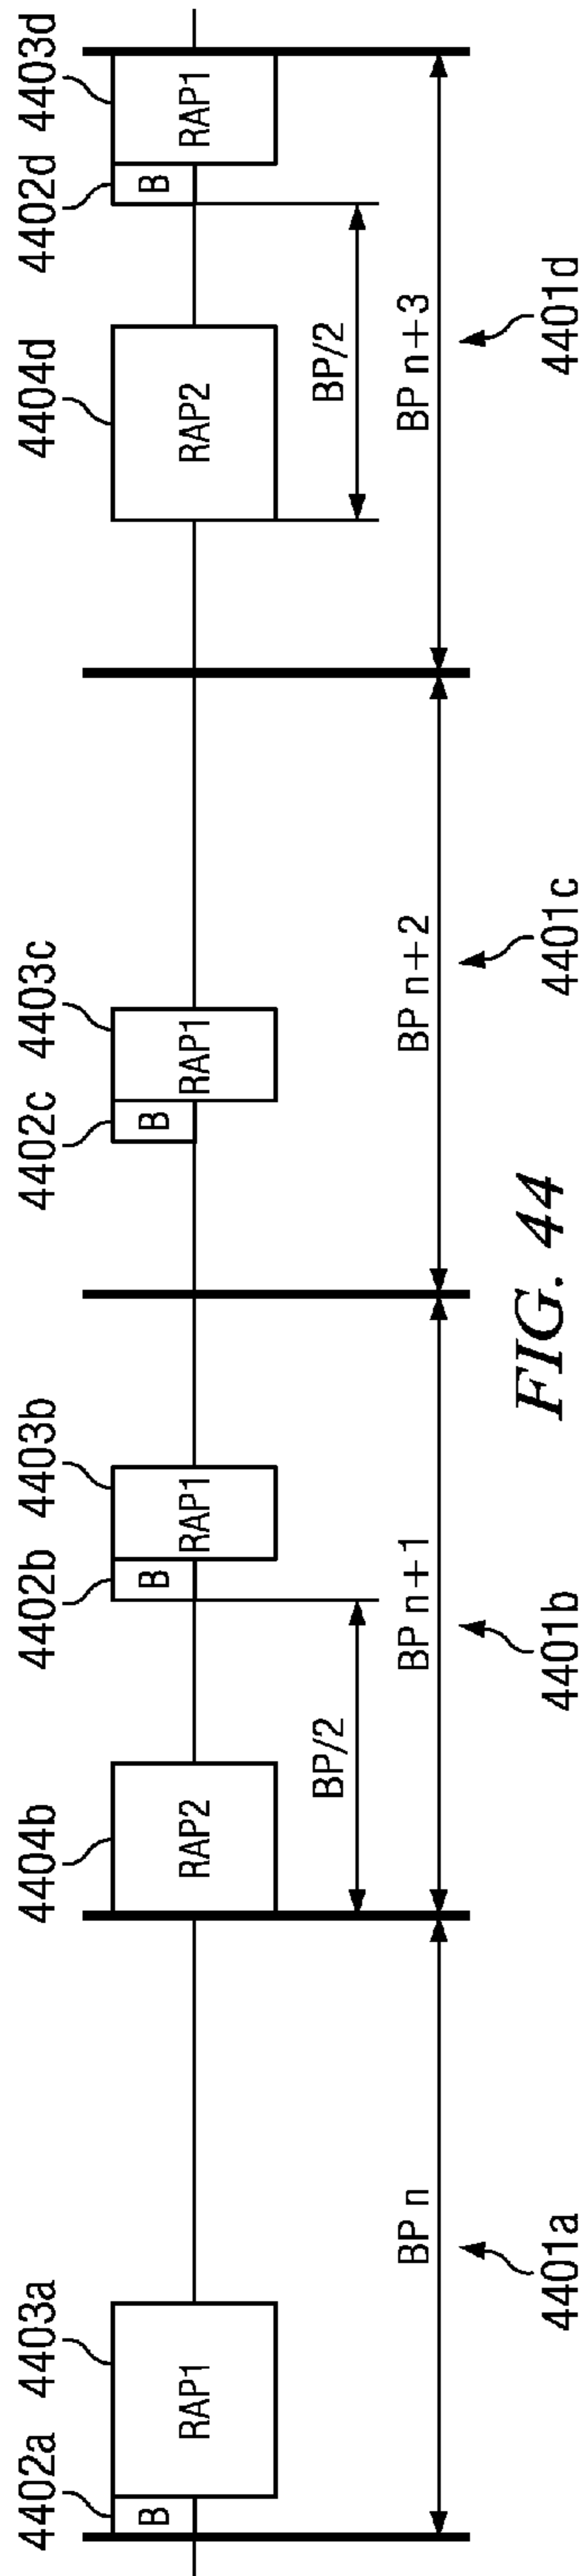 4402a 4403a 4404b 4402b 4403b 4402c 4403c 4404d 4402d 4403d
B RAP1 RAP2 B RAP1 B RAP1 RAP2 B RAP1
BP/2 BP/2
BP n BP n+1 BP n+2 BP n+3
4401a 4401b 4401c 4401d
FIG. 44